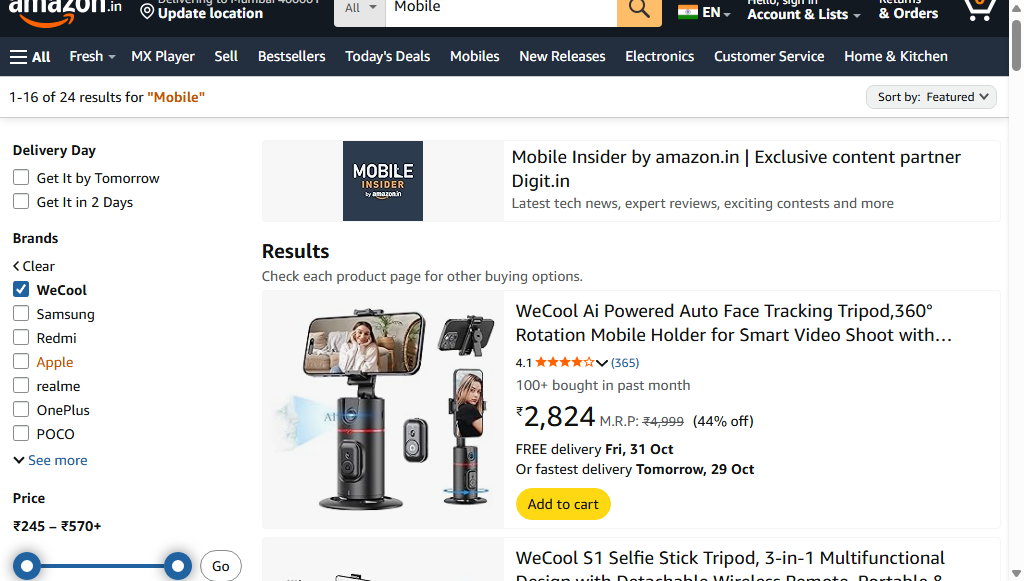 amazon.in
Delivering to Mumbai 400001
Update location
All
Mobile
EN
Hello, sign in
Account & Lists
Returns
& Orders
All Fresh MX Player Sell Bestsellers Today's Deals Mobiles New Releases Electronics Customer Service Home & Kitchen
1-16 of 24 results for "Mobile"
Sort by: Featured
Delivery Day
Get It by Tomorrow
Get It in 2 Days
Brands
Clear
WeCool
Samsung
Redmi
Apple
realme
OnePlus
POCO
See more
Price
₹245 – ₹570+
Go
MOBILE
INSIDER
by amazon.in
Mobile Insider by amazon.in | Exclusive content partner
Digit.in
Latest tech news, expert reviews, exciting contests and more
Results
Check each product page for other buying options.
AI
WeCool Ai Powered Auto Face Tracking Tripod,360°
Rotation Mobile Holder for Smart Video Shoot with…
4.1 (365)
100+ bought in past month
₹2,824 M.R.P: ₹4,999 (44% off)
FREE delivery Fri, 31 Oct
Or fastest delivery Tomorrow, 29 Oct
Add to cart
WeCool S1 Selfie Stick Tripod, 3-in-1 Multifunctional
Design with Detachable Wireless Remote, Portable &